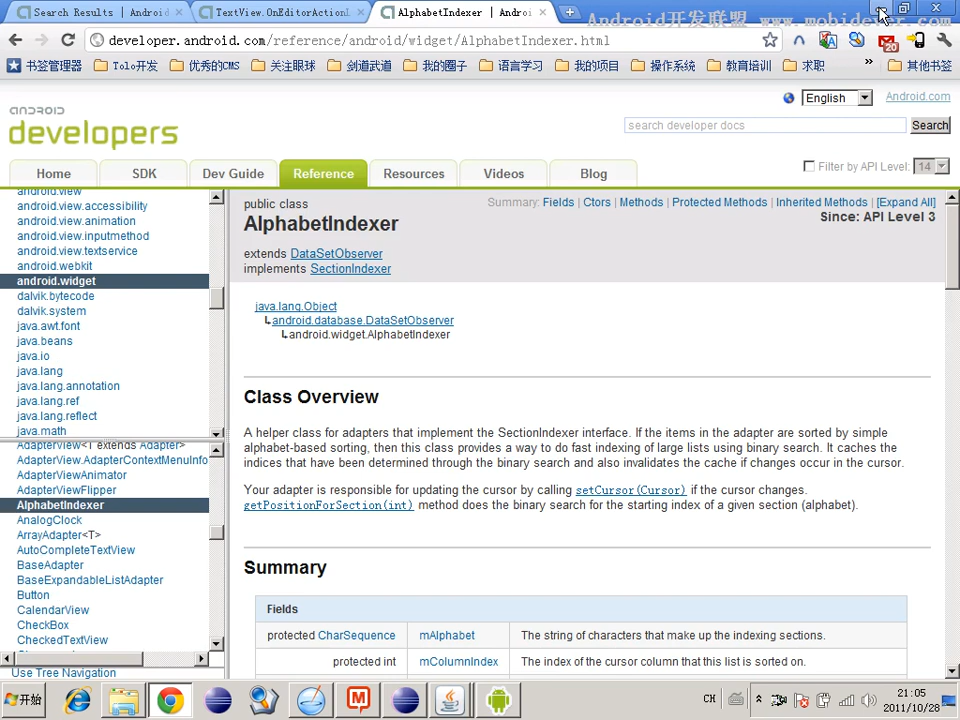 Search Results | Android
TextView.OnEditorActionL
AlphabetIndexer | Androi
Android开发联盟 www.mobidever.com
developer.android.com/reference/android/widget/AlphabetIndexer.html
20
书签管理器
Tolo开发
优秀的CMS
关注眼球
剑道武道
我的圈子
语言学习
我的项目
操作系统
教育培训
求职
»
其他书签
English
Android.com
android
developers
search developer docs
Search
Home
SDK
Dev Guide
Reference
Resources
Videos
Blog
Filter by API Level: 14
android.view
android.view.accessibility
android.view.animation
android.view.inputmethod
android.view.textservice
android.webkit
android.widget
dalvik.bytecode
dalvik.system
java.awt.font
java.beans
java.io
java.lang
java.lang.annotation
java.lang.ref
java.lang.reflect
java.math
AdapterView<T extends Adapter>
AdapterView.AdapterContextMenuInfo
AdapterViewAnimator
AdapterViewFlipper
AlphabetIndexer
AnalogClock
ArrayAdapter<T>
AutoCompleteTextView
BaseAdapter
BaseExpandableListAdapter
Button
CalendarView
CheckBox
CheckedTextView
Use Tree Navigation
public class
Summary: Fields | Ctors | Methods | Protected Methods | Inherited Methods | [Expand All]
AlphabetIndexer
Since: API Level 3
extends DataSetObserver
implements SectionIndexer
java.lang.Object
↳android.database.DataSetObserver
↳android.widget.AlphabetIndexer
Class Overview
A helper class for adapters that implement the SectionIndexer interface. If the items in the adapter are sorted by simple
alphabet-based sorting, then this class provides a way to do fast indexing of large lists using binary search. It caches the
indices that have been determined through the binary search and also invalidates the cache if changes occur in the cursor.
Your adapter is responsible for updating the cursor by calling setCursor(Cursor) if the cursor changes.
getPositionForSection(int) method does the binary search for the starting index of a given section (alphabet).
Summary
Fields
protected CharSequence mAlphabet The string of characters that make up the indexing sections.
protected int mColumnIndex The index of the cursor column that this list is sorted on.
开始
CH
21:05
2011/10/28